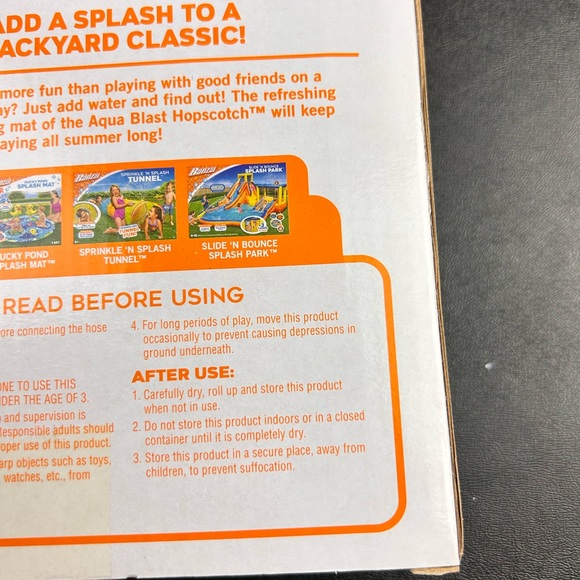 ADD A SPLASH TO A
BACKYARD CLASSIC!
more fun than playing with good friends on a
ay? Just add water and find out! The refreshing
g mat of the Aqua Blast Hopscotch™ will keep
aying all summer long!
Banzai
SPLASH MAT
SPRINKLE 'N SPLASH
TUNNEL
Banzai
SLIDE 'N BOUNCE
SPLASH PARK
UCKY POND
PLASH MAT™
SPRINKLE 'N SPLASH
TUNNEL™
SLIDE 'N BOUNCE
SPLASH PARK™
READ BEFORE USING
ore connecting the hose
ONE TO USE THIS
DER THE AGE OF 3.
and supervision is
Responsible adults should
oper use of this product.
arp objects such as toys,
watches, etc., from
4. For long periods of play, move this product
occasionally to prevent causing depressions in
ground underneath.
AFTER USE:
1. Carefully dry, roll up and store this product
when not in use.
2. Do not store this product indoors or in a closed
container until it is completely dry.
3. Store this product in a secure place, away from
children, to prevent suffocation.